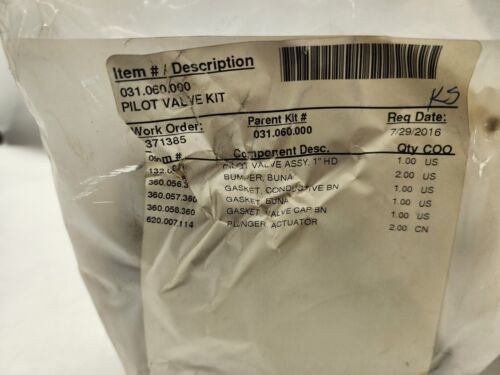 Item # / Description
031.060.000
PILOT VALVE KIT
KS
Work Order: Parent Kit # Req Date:
371385 031.060.000 7/29/2016
Component Desc. Qty COO
PILOT VALVE ASSY, 1" HD 1.00 US
BUMPER, BUNA 2.00 US
360.056.3 GASKET, CONDUCTIVE BN 1.00 US
360.057.360 GASKET, BUNA 1.00 US
360.058.360 GASKET, VALVE CAP BN 1.00 US
620.007.114 PLUNGER, ACTUATOR 2.00 CN